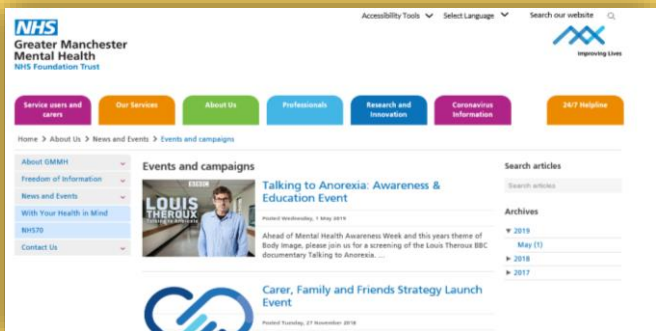 Accessibility Tools
Select Language
Search our website
NHS
Greater Manchester
Mental Health
NHS Foundation Trust
Improving Lives
Service users and
carers
Our Services
About Us
Professionals
Research and
Innovation
Coronavirus
Information
24/7 Helpline
Home > About Us > News and Events > Events and campaigns
About GMMH
Freedom of Information
News and Events
With Your Health in Mind
NHS70
Contact Us
Events and campaigns
LOUIS
THEROUX
Talking to Anorexia
Talking to Anorexia: Awareness &
Education Event
Posted Wednesday, 1 May 2019
Ahead of Mental Health Awareness Week and this years theme of
Body Image, please join us for a screening of the Louis Theroux BBC
documentary Talking to Anorexia. ...
Carer, Family and Friends Strategy Launch
Event
Posted Tuesday, 27 November 2018
Search articles
Search articles
Archives
▼ 2019
May (1)
► 2018
► 2017